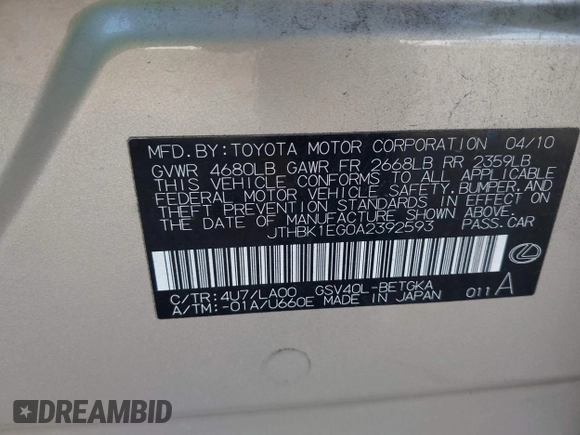 MFD. BY: TOYOTA MOTOR CORPORATION 04/10
GVWR 4680LB GAWR FR 2668LB RR 2359LB
THIS VEHICLE CONFORMS TO ALL APPLICABLE
FEDERAL MOTOR VEHICLE SAFETY, BUMPER, AND
THEFT PREVENTION STANDARDS IN EFFECT ON
THE DATE OF MANUFACTURE SHOWN ABOVE.
JTHBK1EG0A2392593 PASS. CAR
C/TR: 4U7/LA00 GSV40L-BETGKA
A/TM: -01A/U660E MADE IN JAPAN 011 A
DREAMBID